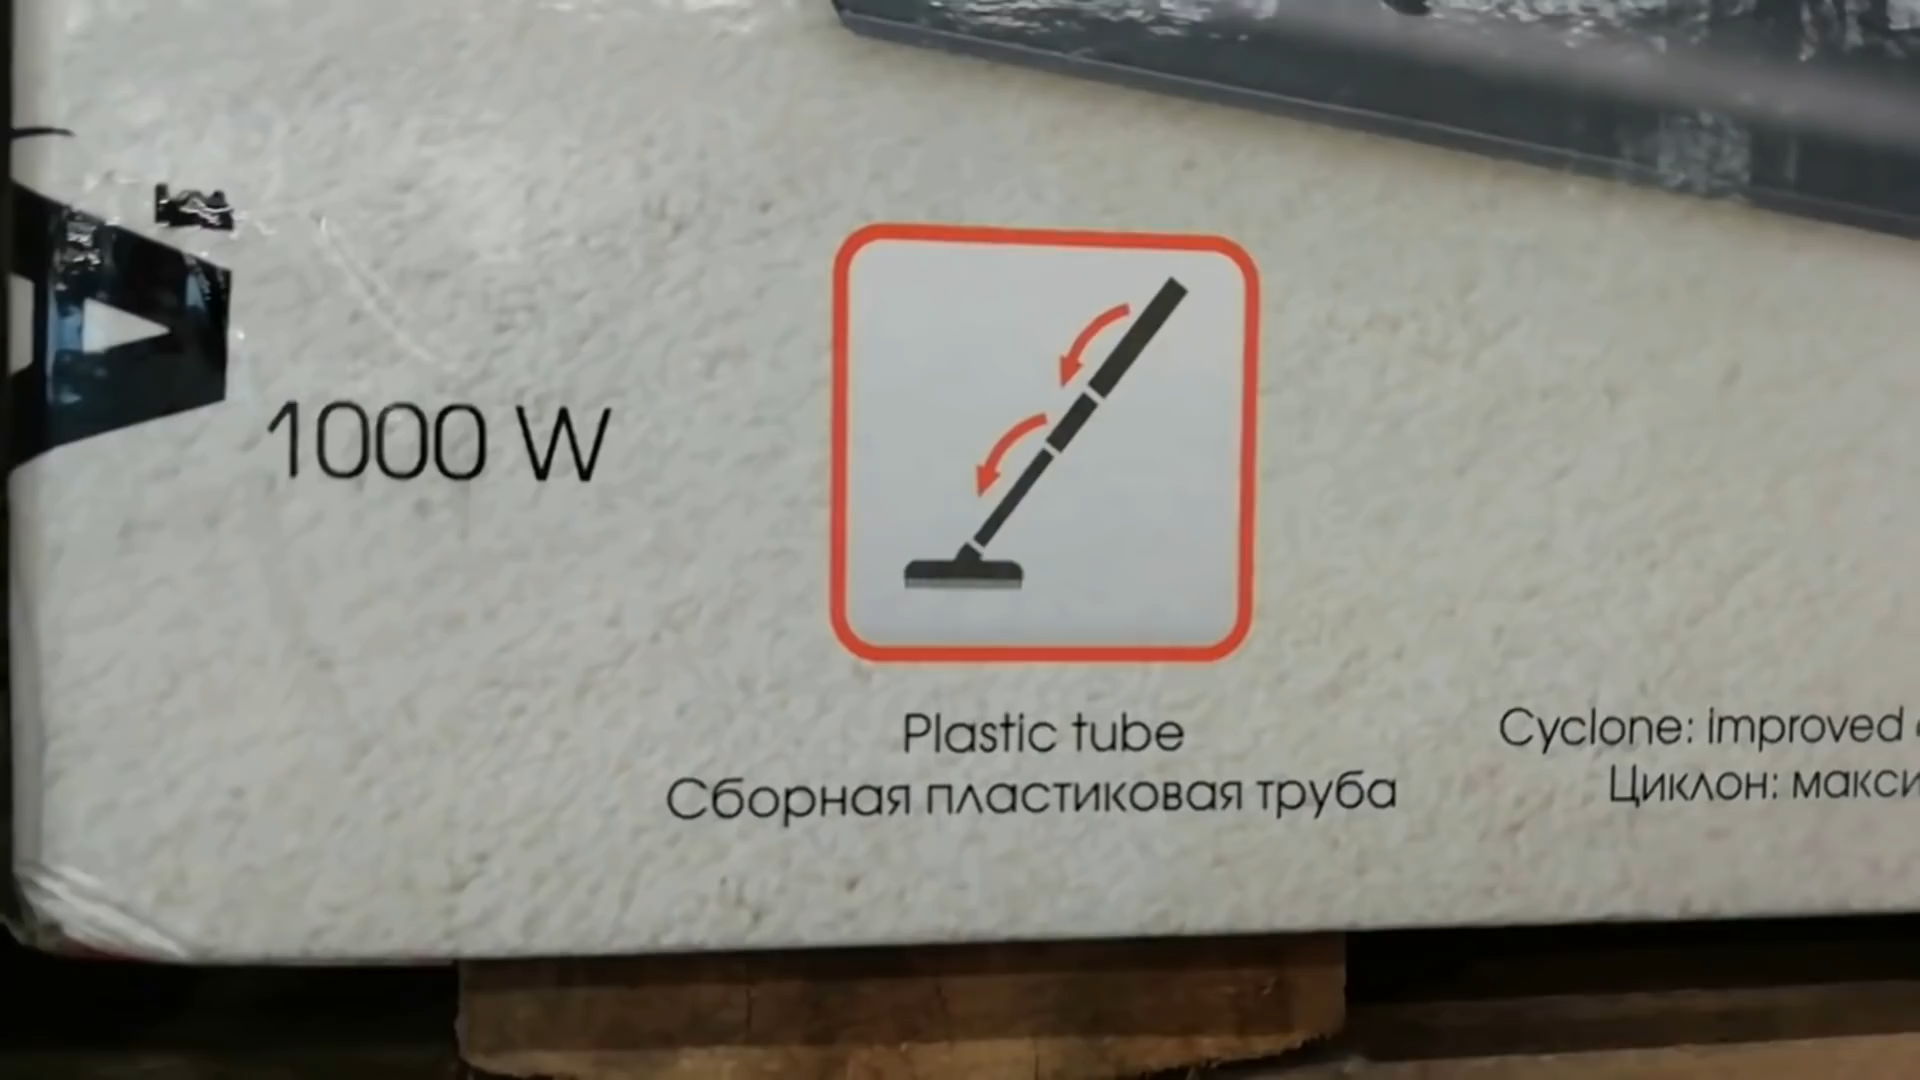 1000 W
Plastic tube
Сборная пластиковая труба
Cyclone: improved
Циклон: